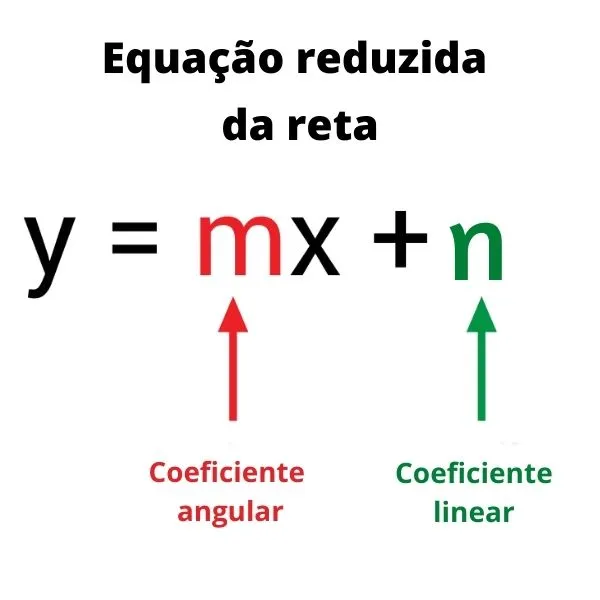 Equação reduzida
da reta
y = mx + n
Coeficiente
angular
Coeficiente
linear